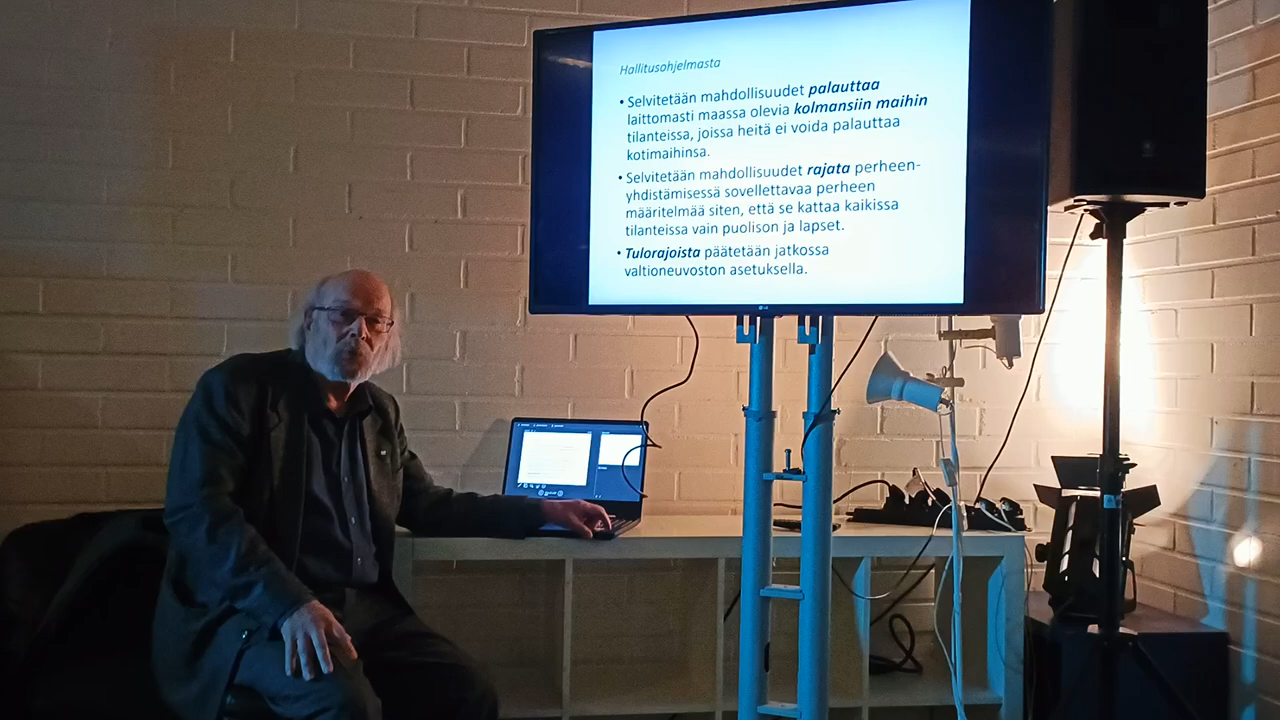 Hallitusohjelmasta
• Selvitetään mahdollisuudet palauttaa
laittomasti maassa olevia kolmansiin maihin
tilanteissa, joissa heitä ei voida palauttaa
kotimaihinsa.
• Selvitetään mahdollisuudet rajata perheen-
yhdistämisessä sovellettavaa perheen
määritelmää siten, että se kattaa kaikissa
tilanteissa vain puolison ja lapset.
• Tulorajoista päätetään jatkossa
valtioneuvoston asetuksella.
LG